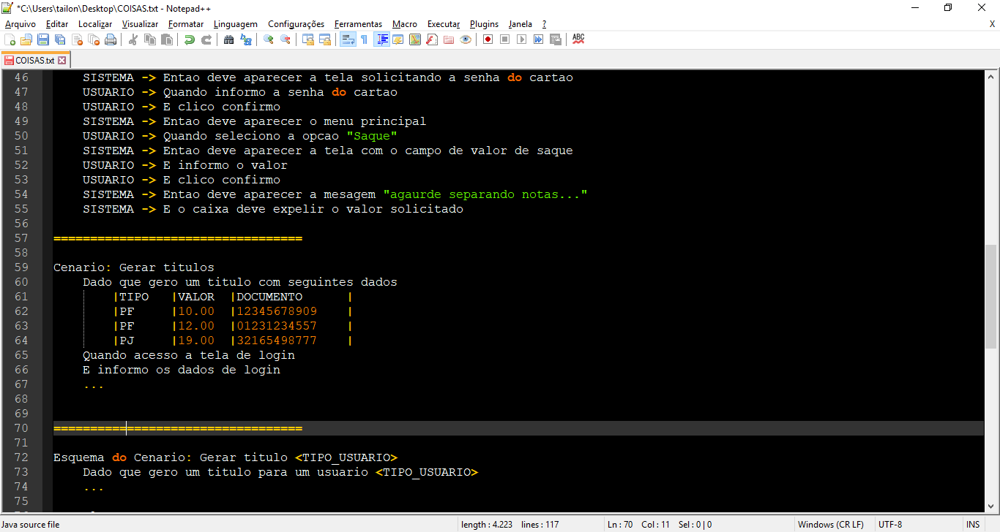 *C:\Users\tailon\Desktop\COISAS.txt - Notepad++
Arquivo Editar Localizar Visualizar Formatar Linguagem Configurações Ferramentas Macro Executar Plugins Janela ? X
ABC
COISAS.txt
46 SISTEMA -> Entao deve aparecer a tela solicitando a senha do cartao
47 USUARIO -> Quando informo a senha do cartao
48 USUARIO -> E clico confirmo
49 SISTEMA -> Entao deve aparecer o menu principal
50 USUARIO -> Quando seleciono a opcao "Saque"
51 SISTEMA -> Entao deve aparecer a tela com o campo de valor de saque
52 USUARIO -> E informo o valor
53 USUARIO -> E clico confirmo
54 SISTEMA -> Entao deve aparecer a mesagem "agaurde separando notas..."
55 SISTEMA -> E o caixa deve expelir o valor solicitado
56
57 ==================================
58
59 Cenario: Gerar titulos
60 Dado que gero um titulo com seguintes dados
61 |TIPO |VALOR |DOCUMENTO |
62 |PF |10.00 |12345678909 |
63 |PF |12.00 |01231234557 |
64 |PJ |19.00 |32165498777 |
65 Quando acesso a tela de login
66 E informo os dados de login
67 ...
68
69
70 ==================================
71
72 Esquema do Cenario: Gerar titulo <TIPO_USUARIO>
73 Dado que gero um titulo para um usuario <TIPO_USUARIO>
74 ...
75
Java source file length : 4.223 lines : 117 Ln : 70 Col : 11 Sel : 0 | 0 Windows (CR LF) UTF-8 INS